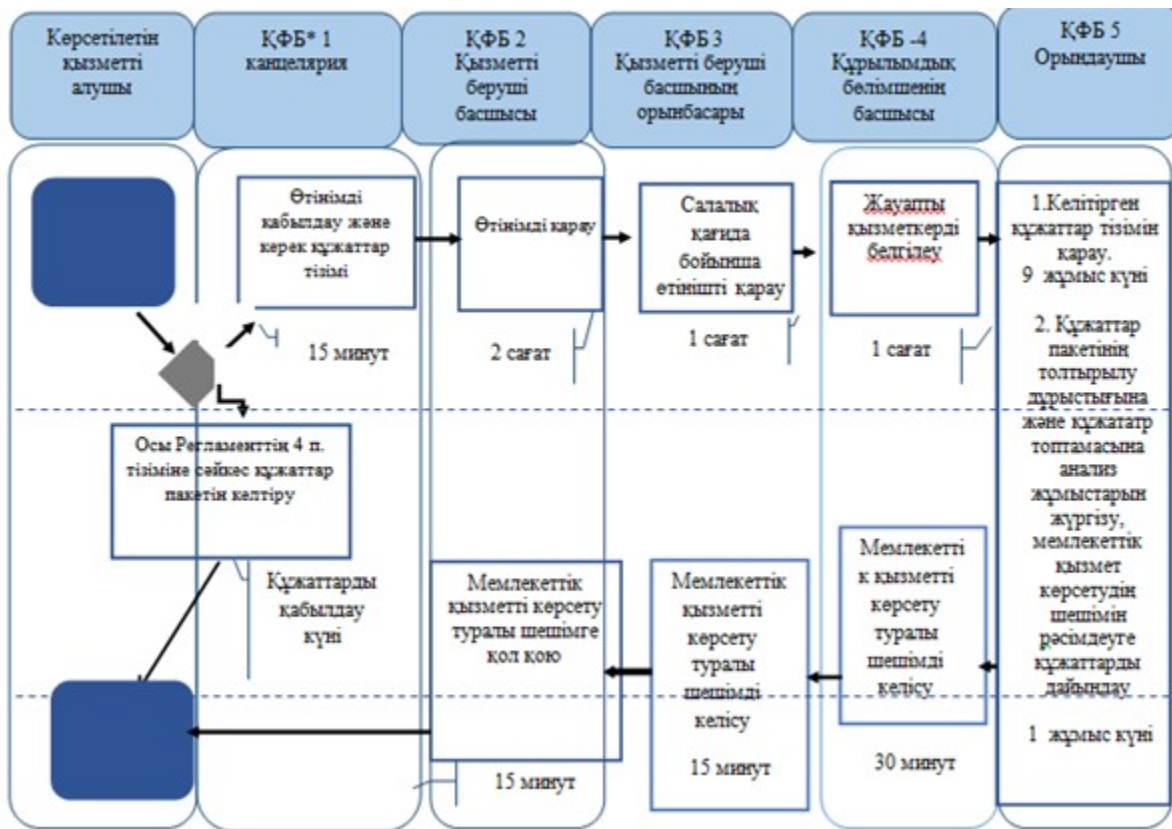 Көрсетілетін
қызметті
алушы
ҚФБ* 1
канцелярия
ҚФБ 2
Қызметті
беруші
басшысы
ҚФБ 3
Қызметті беруші
басшының
орынбасары
ҚФБ -4
Құрылымдық
бөлімшенің
басшысы
ҚФБ 5
Орындаушы
Өтінімді
қабылдау және
керек құжаттар
тізімі
15 минут
Өтінімді қарау
2 сағат
Салалық
қағида
бойынша
өтінішті қарау
1 сағат
Жауапты
қызметкерді
белгілеу
1 сағат
1.Келітірген
құжаттар тізімін
қарау.
9 жұмыс күні
2. Құжаттар
пакетінің
толтырылу
дұрыстығына
және құжататр
топтамасына
анализ
жұмыстарын
жүргізу,
мемлекеттік
қызмет
көрсетудің
шешімін
рәсімдеуге
құжаттарды
дайындау
1 жұмыс күні
Осы Регламенттің 4 п.
тізіміне сәйкес құжаттар
пакетін келтіру
Құжаттарды
қабылдау
күні
Мемлекеттік
қызметті көрсету
туралы шешімге
қол қою
15 минут
Мемлекеттік
қызметті
көрсету
туралы
шешімді
келісу
15 минут
Мемлекетті
к қызметті
көрсету
туралы
шешімді
келісу
30 минут